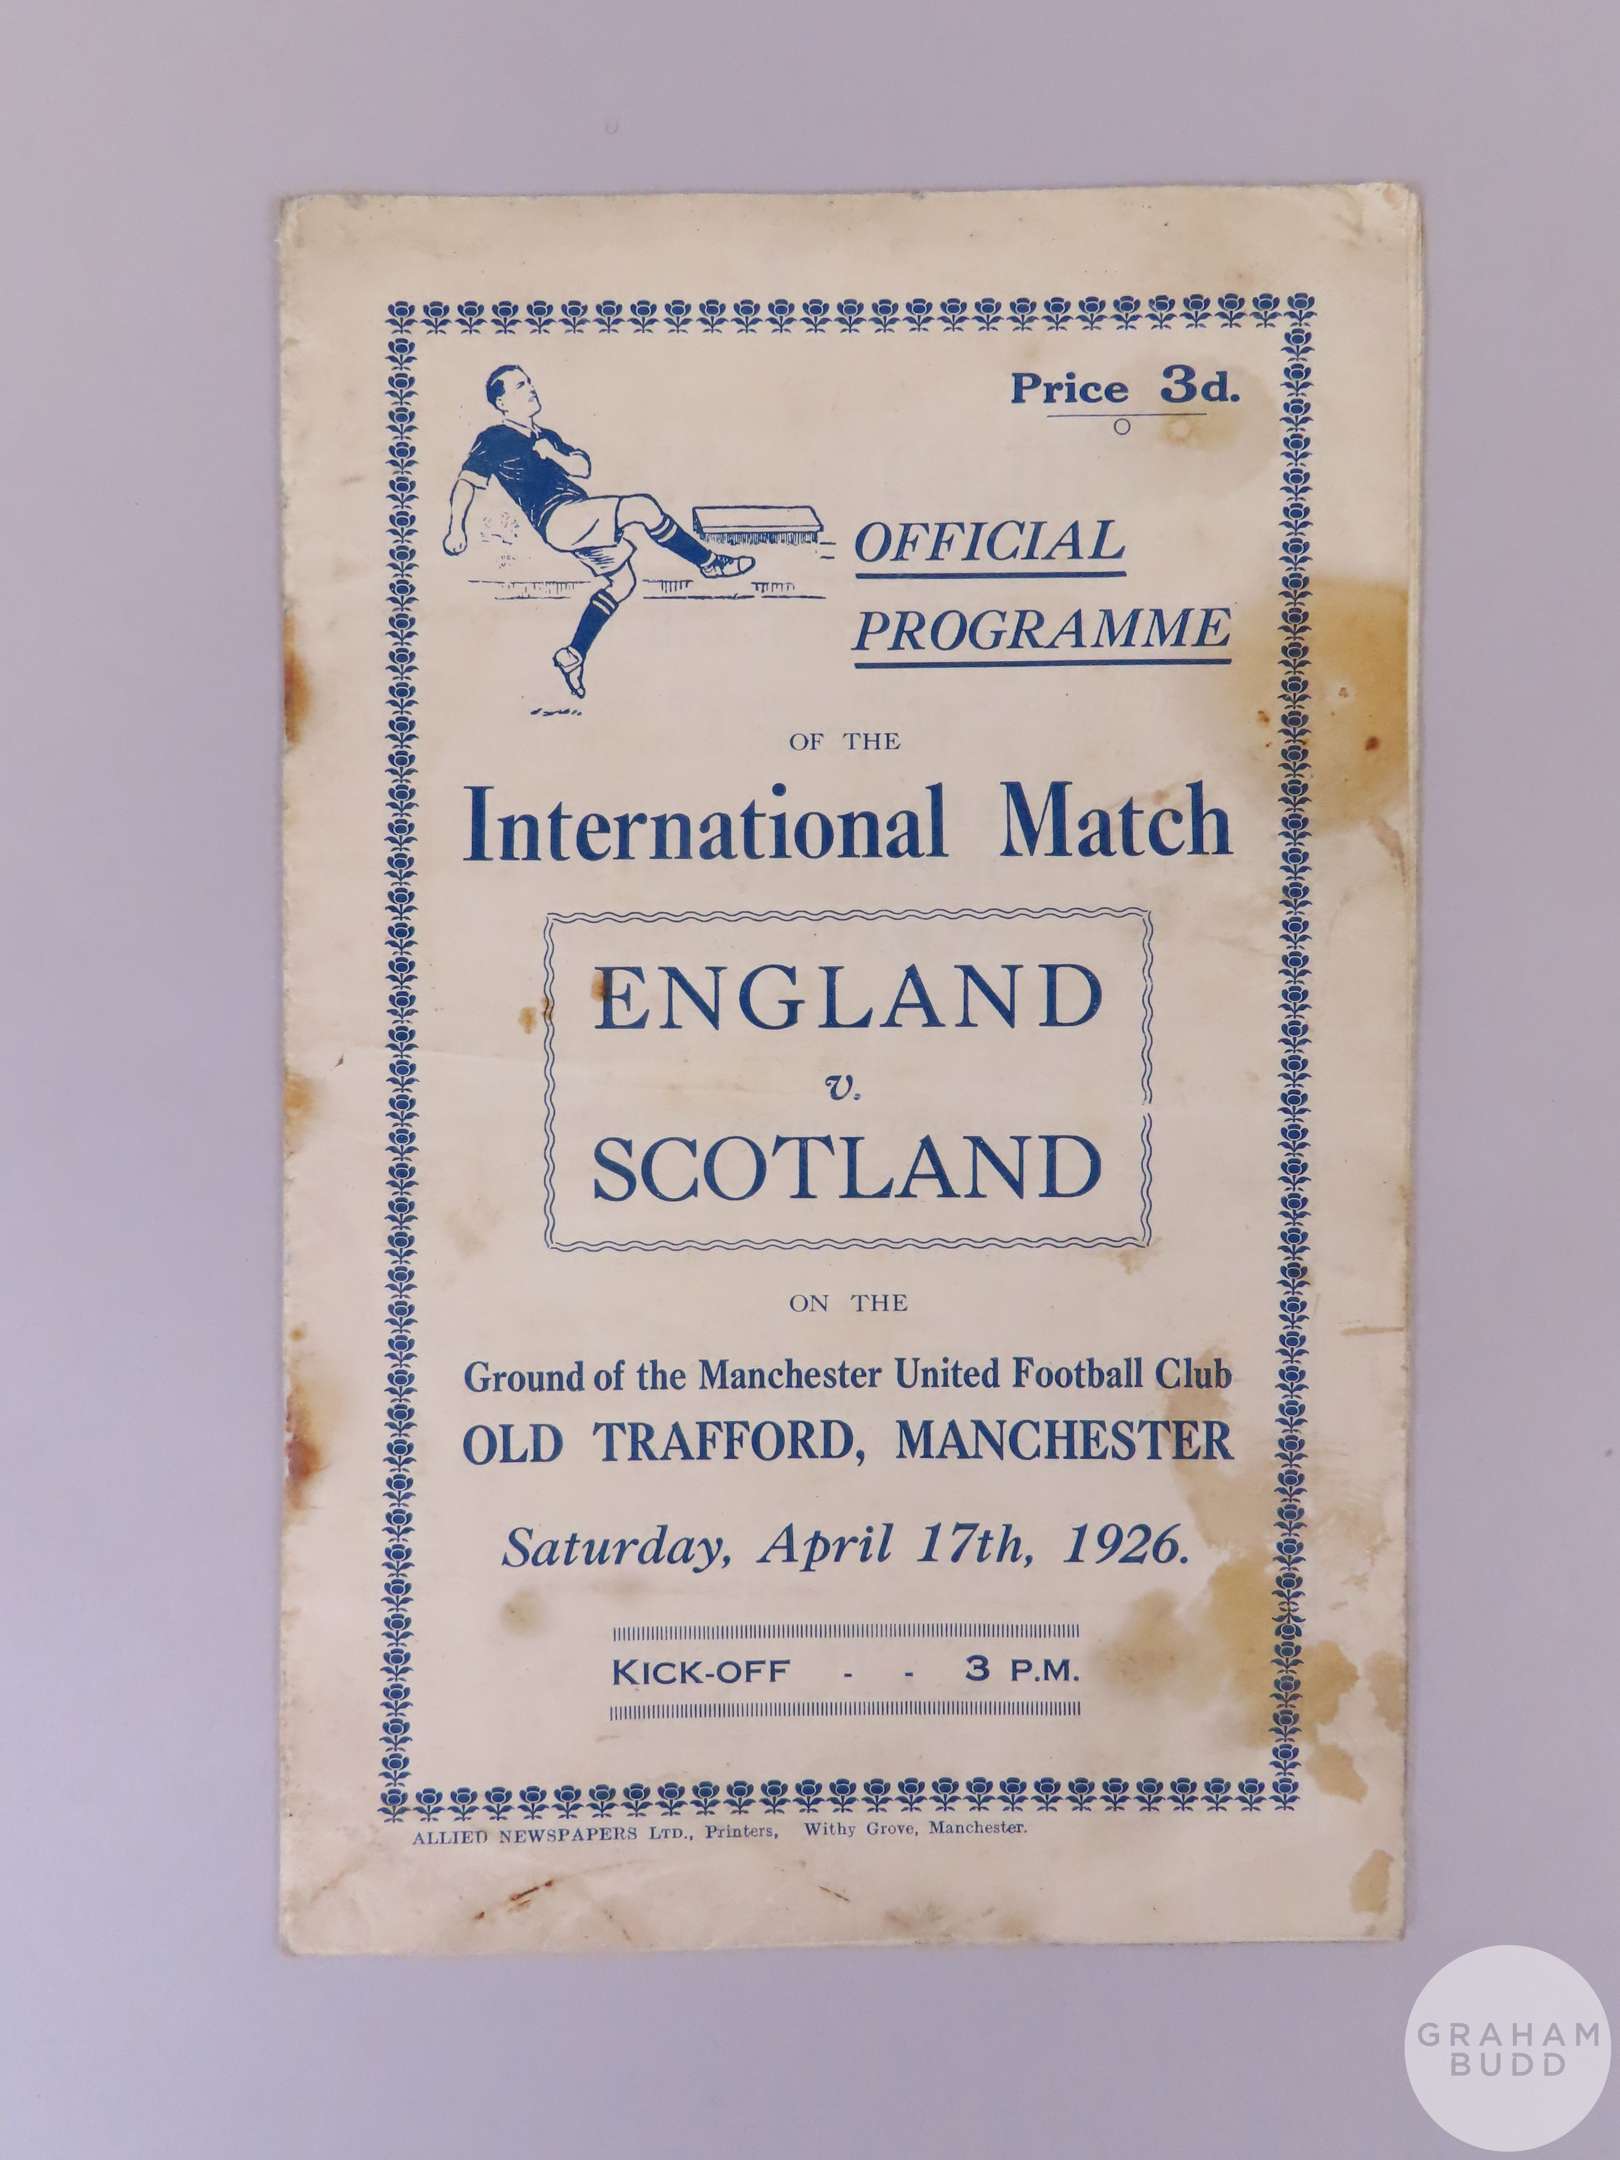 Price 3d.
OFFICIAL
PROGRAMME
OF THE
International Match
ENGLAND
v.
SCOTLAND
ON THE
Ground of the Manchester United Football Club
OLD TRAFFORD, MANCHESTER
Saturday, April 17th, 1926.
KICK-OFF - - 3 P.M.
ALLIED NEWSPAPERS LTD., Printers, Withy Grove, Manchester.
GRAHAM
BUDD